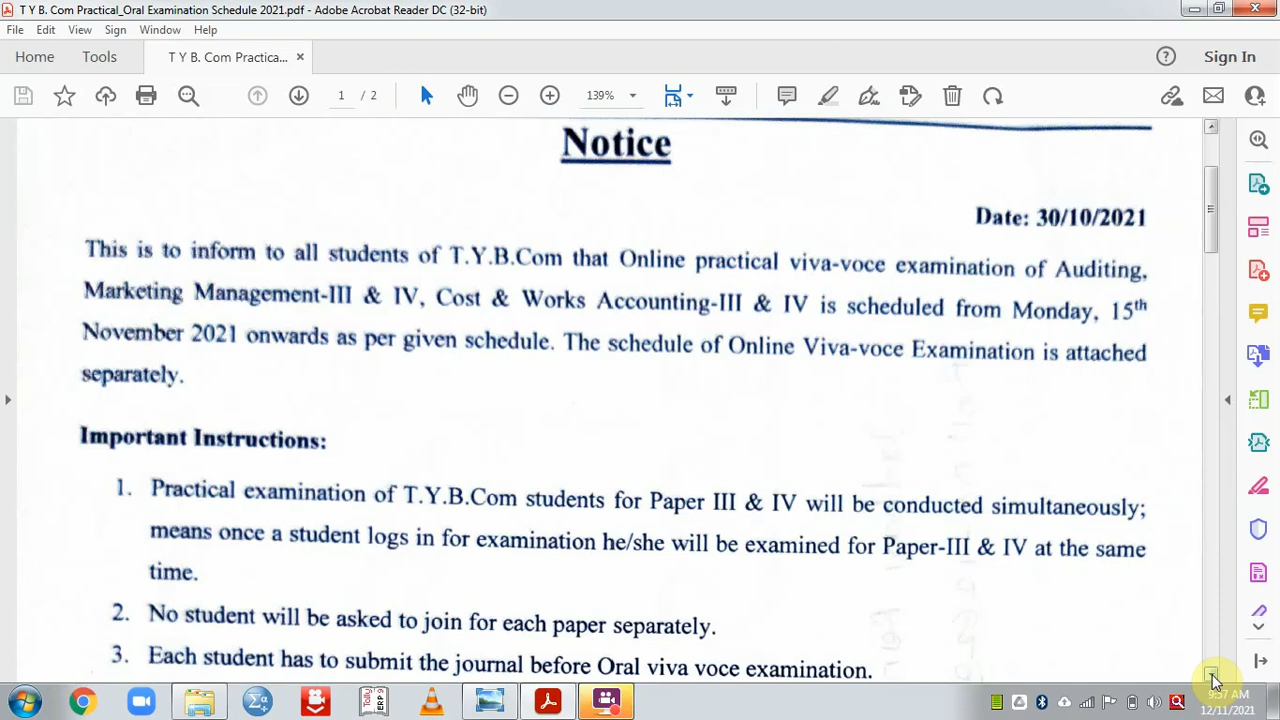 T Y B. Com Practical_Oral Examination Schedule 2021.pdf - Adobe Acrobat Reader DC (32-bit)
File Edit View Sign Window Help
Home Tools T Y B. Com Practica... × Sign In
1 / 2 139%
Notice
Date: 30/10/2021
This is to inform to all students of T.Y.B.Com that Online practical viva-voce examination of Auditing,
Marketing Management-III & IV, Cost & Works Accounting-III & IV is scheduled from Monday, 15th
November 2021 onwards as per given schedule. The schedule of Online Viva-voce Examination is attached
separately.
Important Instructions:
1. Practical examination of T.Y.B.Com students for Paper III & IV will be conducted simultaneously;
means once a student logs in for examination he/she will be examined for Paper-III & IV at the same
time.
2. No student will be asked to join for each paper separately.
3. Each student has to submit the journal before Oral viva voce examination.
9:37 AM
12/11/2021